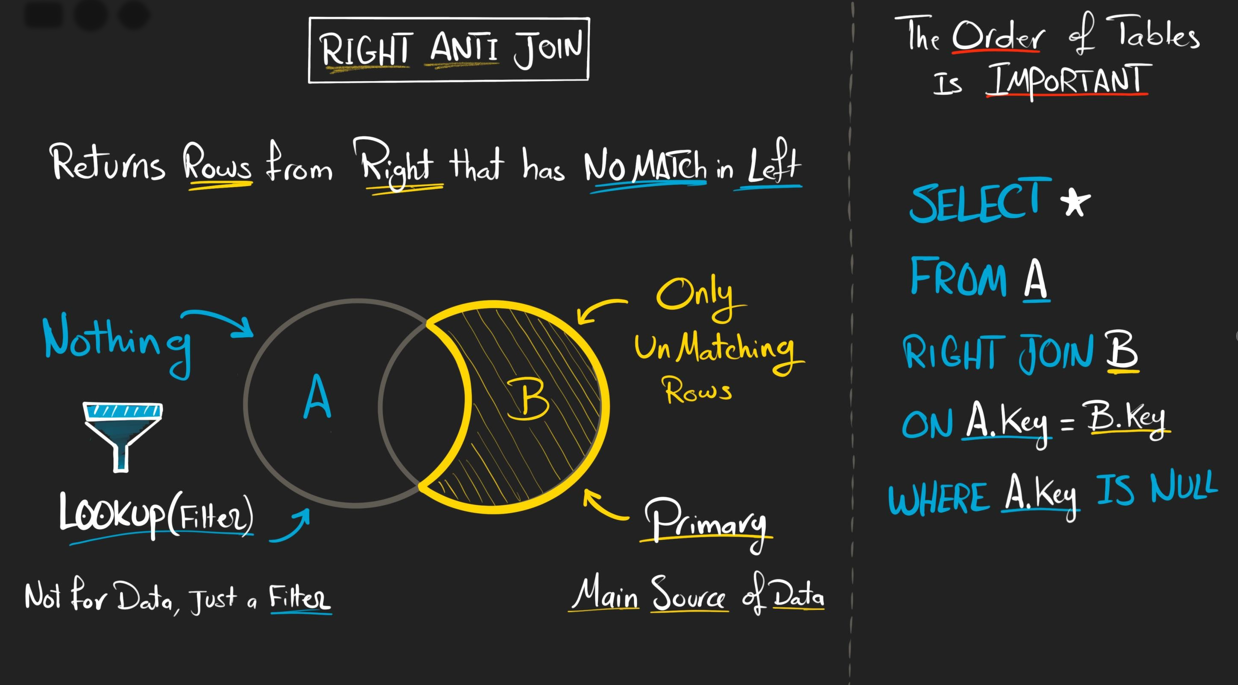 RIGHT ANTI JOIN
Returns Rows from Right that has NO MATCH in Left
Nothing
A
B
Only
UnMatching
Rows
LOOKUP(Filter)
Primary
Not for Data, Just a Filter
Main Source of Data
The Order of Tables
Is IMPORTANT
SELECT *
FROM A
RIGHT JOIN B
ON A.Key = B.Key
WHERE A.Key IS NULL